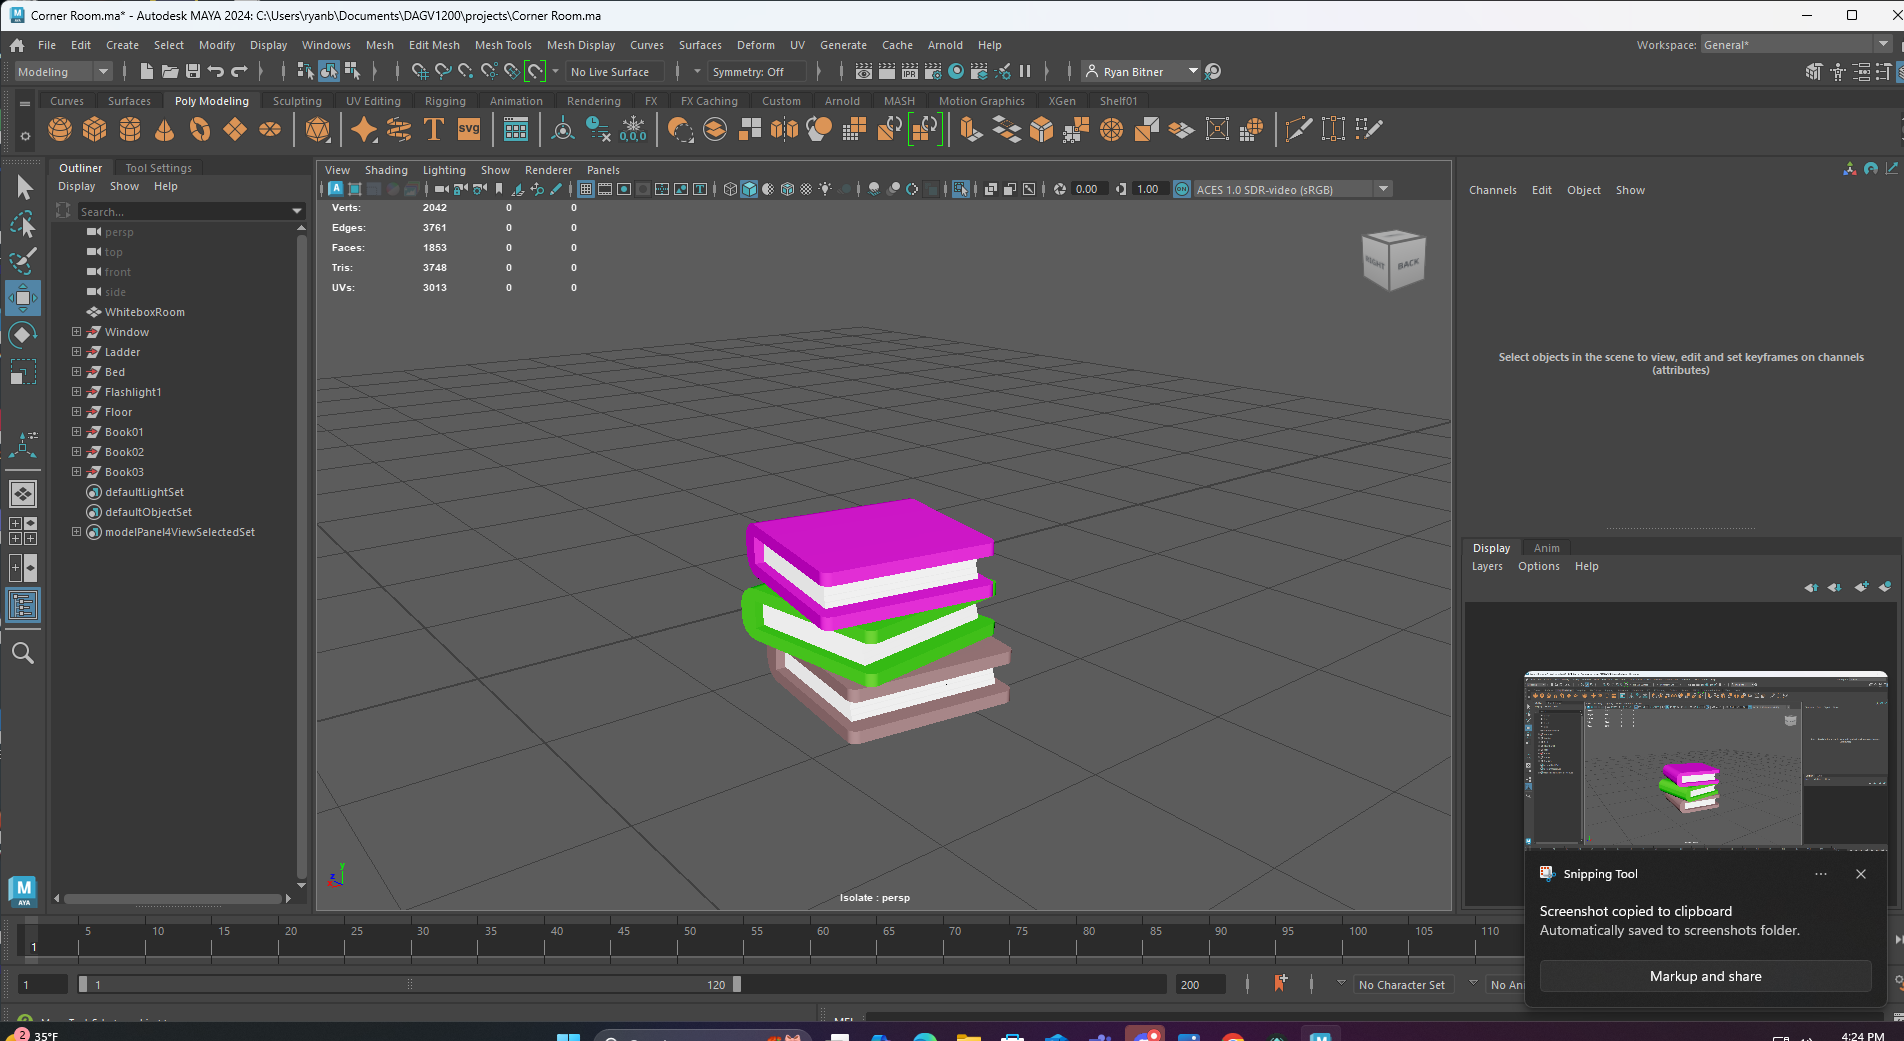 Corner Room.ma* - Autodesk MAYA 2024: C:\Users\ryanb\Documents\DAGV1200\projects\Corner Room.ma
File Edit Create Select Modify Display Windows Mesh Edit Mesh Mesh Tools Mesh Display Curves Surfaces Deform UV Generate Cache Arnold Help Workspace: General*
Modeling No Live Surface Symmetry: Off IPR Ryan Bitner
Curves Surfaces Poly Modeling Sculpting UV Editing Rigging Animation Rendering FX FX Caching Custom Arnold MASH Motion Graphics XGen Shelf01
T SVG 0,0,0
Outliner Tool Settings
Display Show Help
Search...
persp
top
front
side
WhiteboxRoom
Window
Ladder
Bed
Flashlight1
Floor
Book01
Book02
Book03
defaultLightSet
defaultObjectSet
modelPanel4ViewSelectedSet
View Shading Lighting Show Renderer Panels
0.00 1.00 ON ACES 1.0 SDR-video (sRGB)
Verts: 2042 0 0
Edges: 3761 0 0
Faces: 1853 0 0
Tris: 3748 0 0
UVs: 3013 0 0
RIGHT BACK
y
z
Isolate : persp
Channels Edit Object Show
Select objects in the scene to view, edit and set keyframes on channels
(attributes)
Display Anim
Layers Options Help
Snipping Tool
Screenshot copied to clipboard
Automatically saved to screenshots folder.
Markup and share
M
AYA
5 10 15 20 25 30 35 40 45 50 55 60 65 70 75 80 85 90 95 100 105 110
1
1 1 120 200 No Character Set No Ani
MEL
2 35°F
4:24 PM